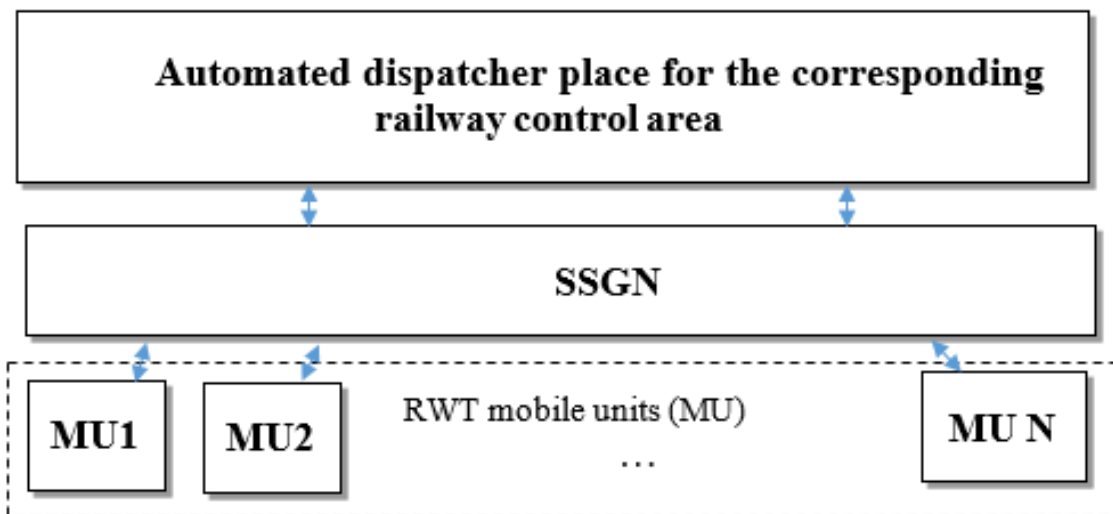 Automated dispatcher place for the corresponding
railway control area
SSGN
MU1
MU2
RWT mobile units (MU)
...
MU N